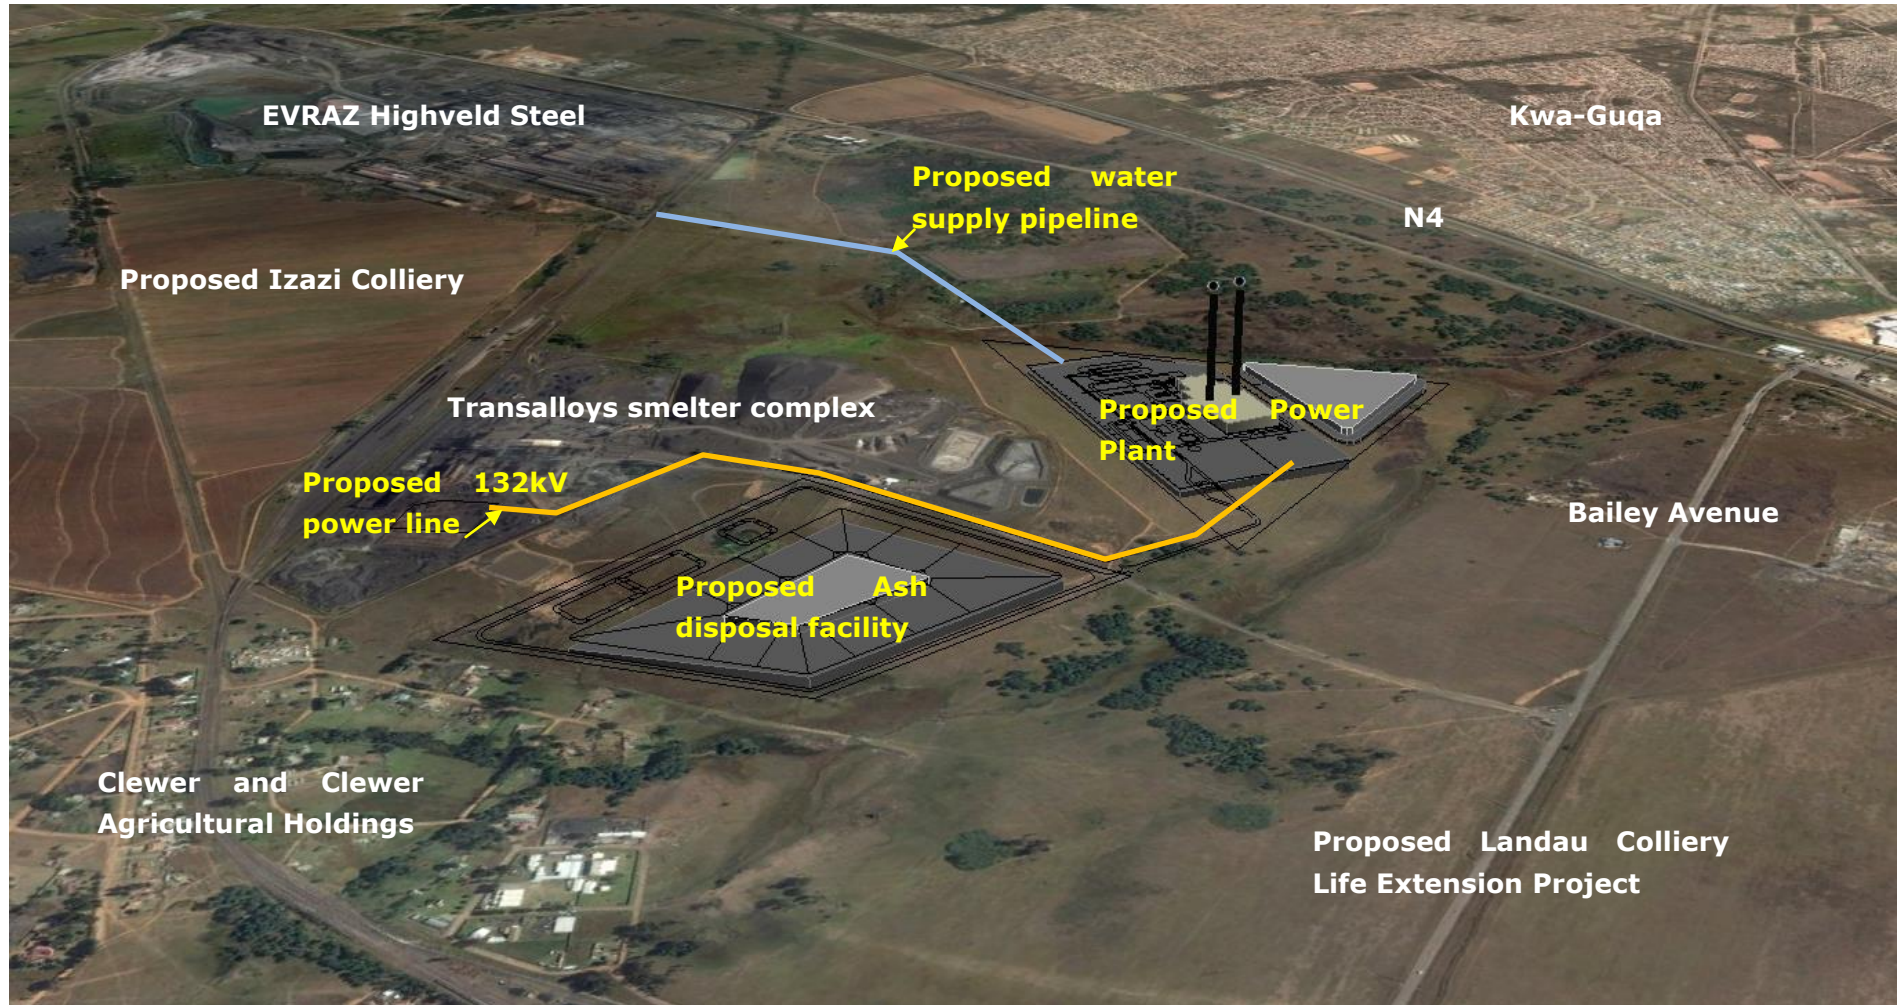 EVRAZ Highveld Steel
Kwa-Guqa
Proposed water
supply pipeline
N4
Proposed Izazi Colliery
Transalloys smelter complex
Proposed Power
Plant
Proposed 132kV
power line
Bailey Avenue
Proposed Ash
disposal facility
Clewer and Clewer
Agricultural Holdings
Proposed Landau Colliery
Life Extension Project